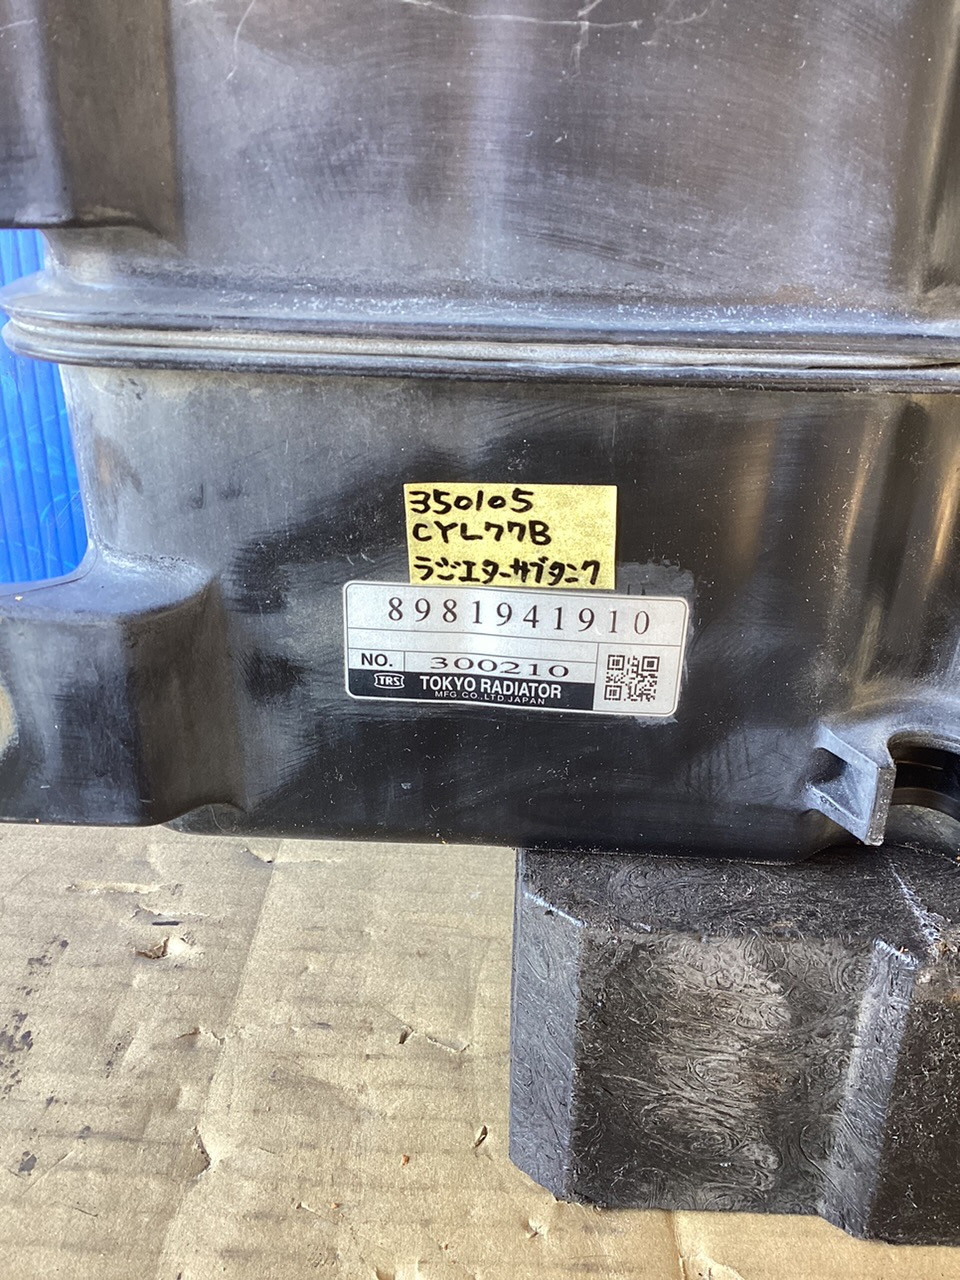 350105
CYL77B
ラジエターサブタンク
8981941910
NO. 300210
TRS TOKYO RADIATOR
MFG.CO.,LTD.JAPAN